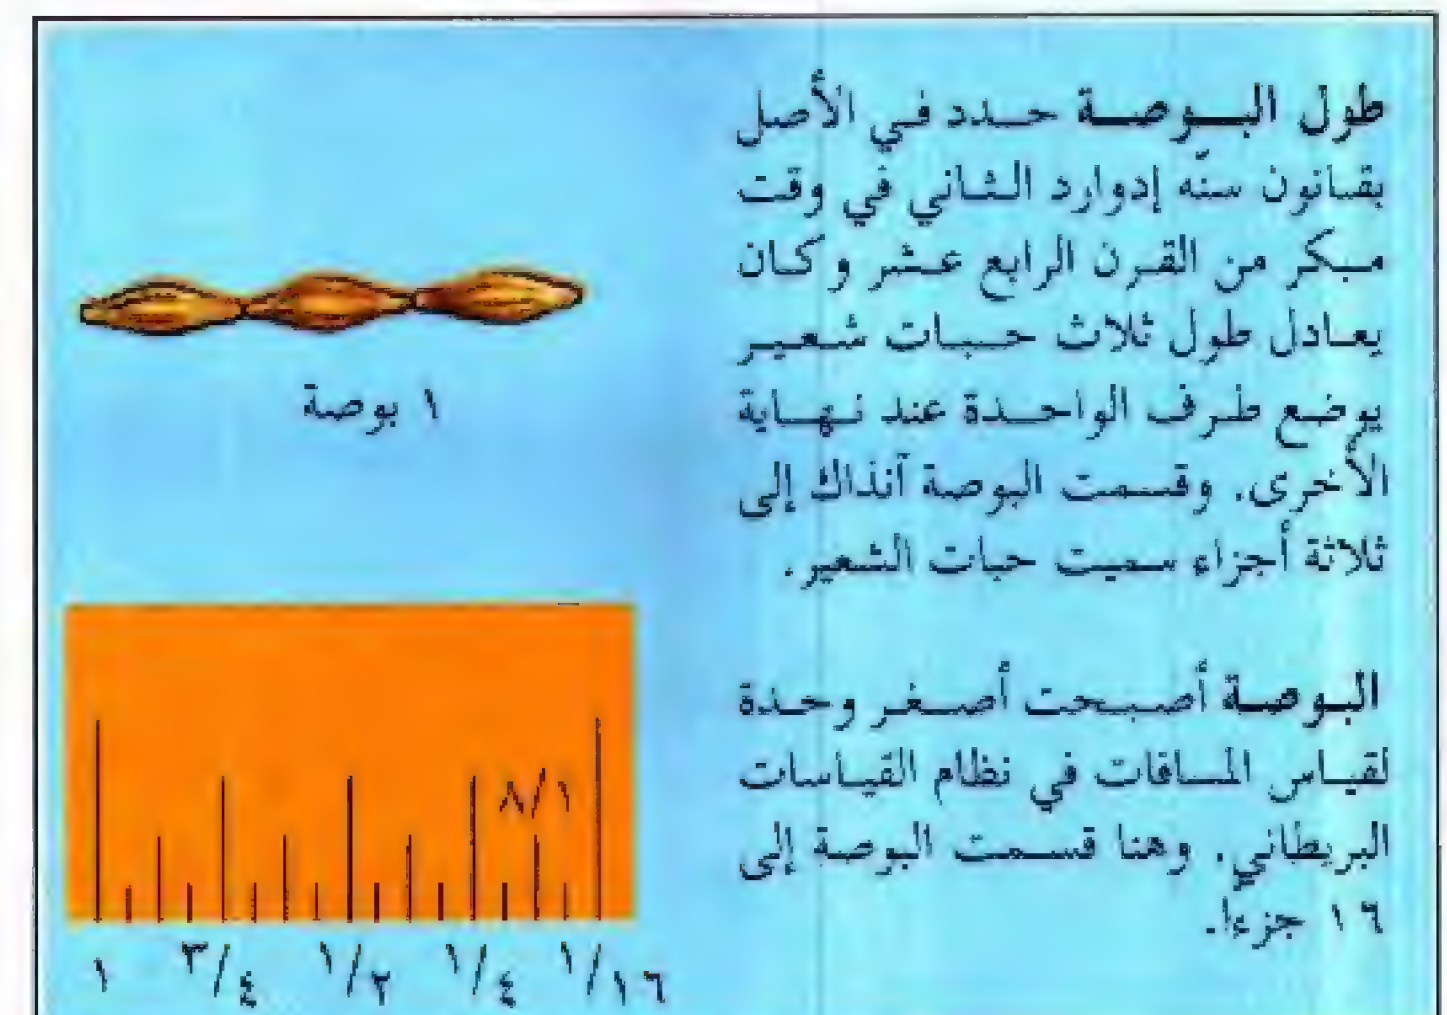 طول البوصة حدد في الأصل
بقانون سنّه إدوارد الثاني في وقت
مبكر من القرن الرابع عشر وكان
يعادل طول ثلاث حبات شعير
يوضع طرف الواحدة عند نهاية
الأخرى. وقسمت البوصة آنذاك إلى
ثلاثة أجزاء سميت حبات الشعير.
١ بوصة
البوصة أصبحت أصغر وحدة
لقياس المسافات في نظام القياسات
البريطاني. وهنا قسمت البوصة إلى
١٦ جزءا.
٨/١
١ ٣/٤ ١/٢ ١/٤ ١/١٦